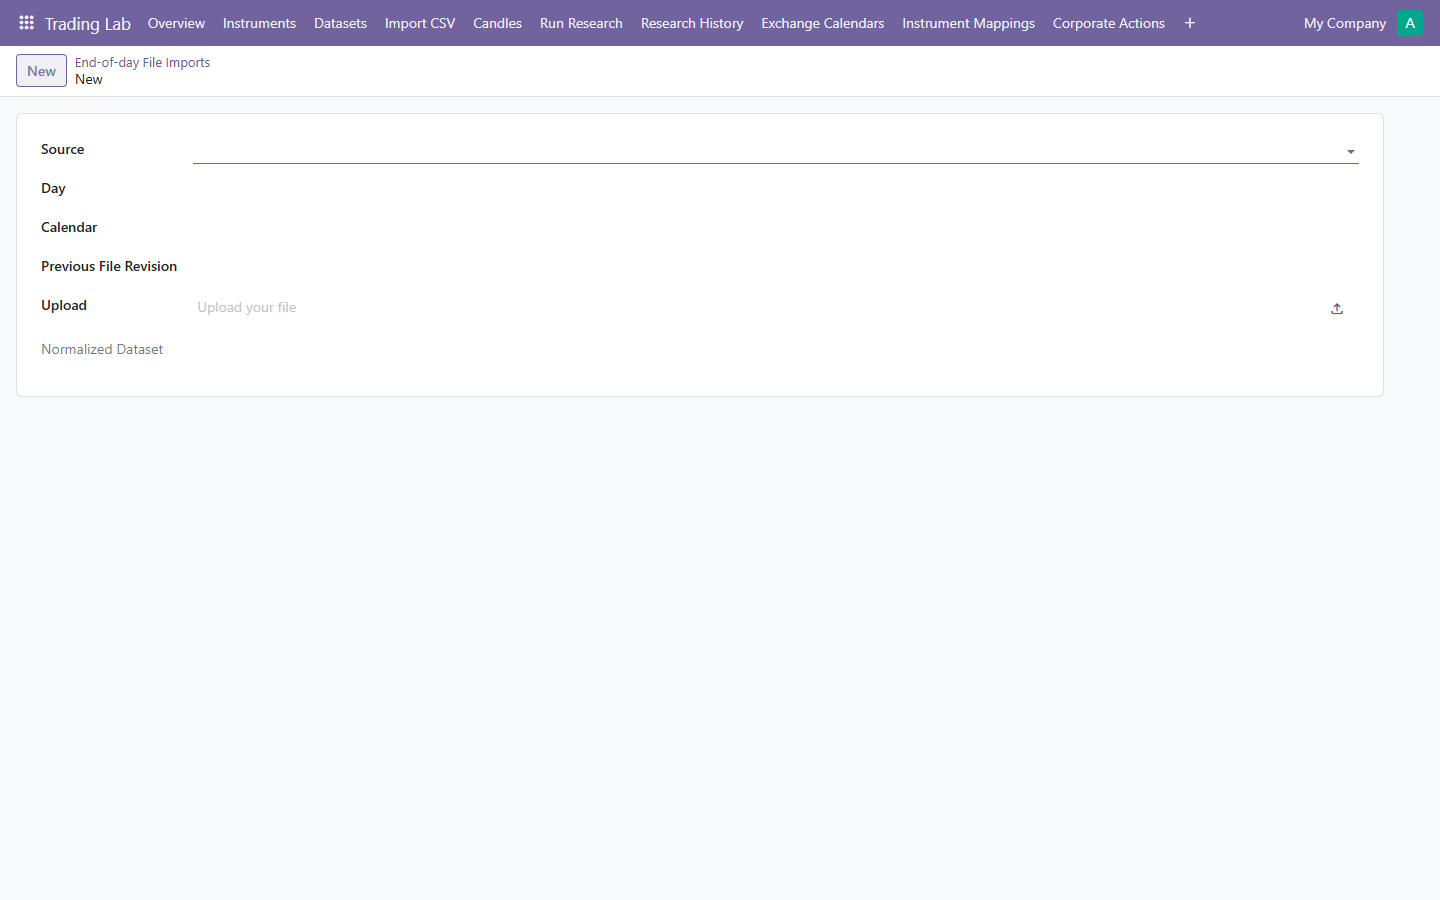 Trading Lab Overview Instruments Datasets Import CSV Candles Run Research Research History Exchange Calendars Instrument Mappings Corporate Actions + My Company A
New
End-of-day File Imports
New
Source
Day
Calendar
Previous File Revision
Upload Upload your file
Normalized Dataset